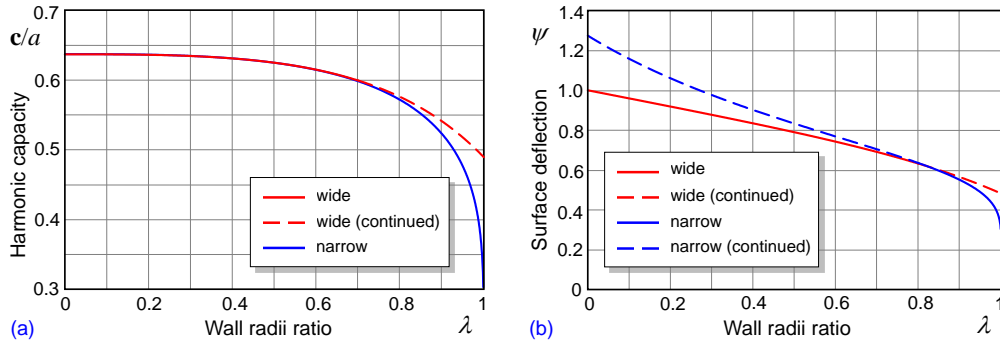 0.7
c/a
0.6
0.5
0.4
0.3
Harmonic capacity
wide
wide (continued)
narrow
0 0.2 0.4 0.6 0.8 1
(a) Wall radii ratio λ
1.4
ψ
1.2
1.0
0.8
0.6
0.4
0.2
0
Surface deflection
wide
wide (continued)
narrow
narrow (continued)
0.0 0.2 0.4 0.6 0.8 1
(b) Wall radii ratio λ